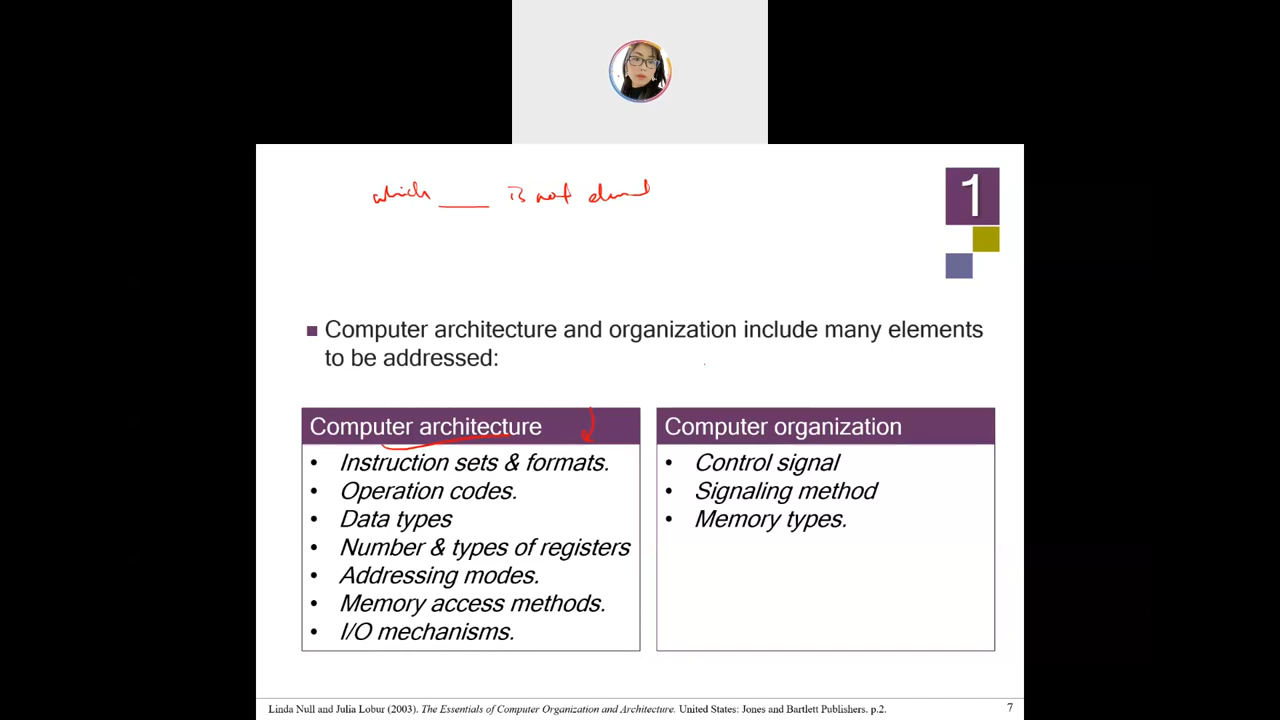 which ____ is not
1
Computer architecture and organization include many elements
to be addressed:
Computer architecture
• Instruction sets & formats.
• Operation codes.
• Data types
• Number & types of registers
• Addressing modes.
• Memory access methods.
• I/O mechanisms.
Computer organization
• Control signal
• Signaling method
• Memory types.
Linda Null and Julia Lobur (2003). The Essentials of Computer Organization and Architecture. United States: Jones and Bartlett Publishers. p.2.
7